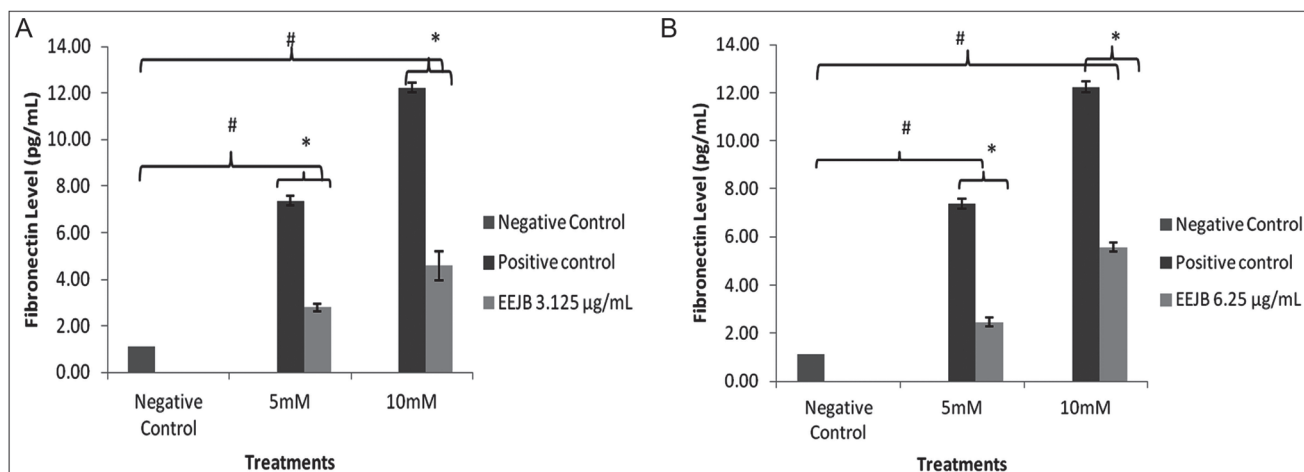 A
Fibronectin Level (pg/mL)
14.00
12.00
10.00
8.00
6.00
4.00
2.00
0.00
#
*
#
*
Negative Control
5mM
10mM
Treatments
Negative Control
Positive control
EEJB 3.125 µg/mL
B
Fibronectin Level (pg/mL)
14.00
12.00
10.00
8.00
6.00
4.00
2.00
0.00
#
*
#
*
Negative
Control
5mM
10mM
Treatments
Negative Control
Positive control
EEJB 6.25 µg/mL